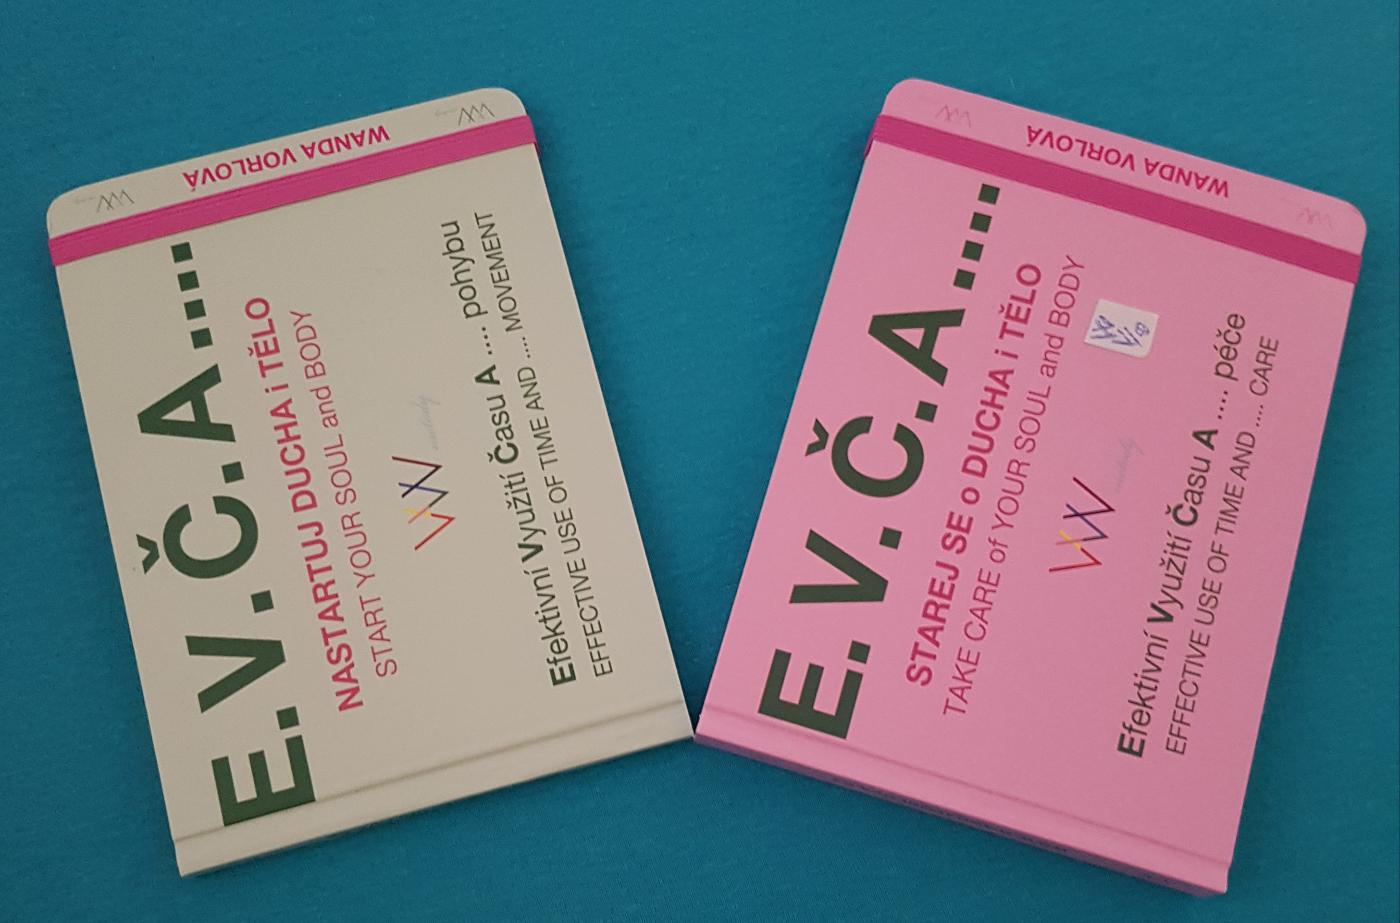 WANDA VORLOVÁ
E.V.Č.A....
NASTARTUJ DUCHA i TĚLO
START YOUR SOUL and BODY
VW
Efektivní Využití Času A .... pohybu
EFFECTIVE USE OF TIME AND .... MOVEMENT
WANDA VORLOVÁ
E.V.Č.A....
STAREJ SE o DUCHA i TĚLO
TAKE CARE of YOUR SOUL and BODY
VW
Efektivní Využití Času A .... péče
EFFECTIVE USE OF TIME AND .... CARE